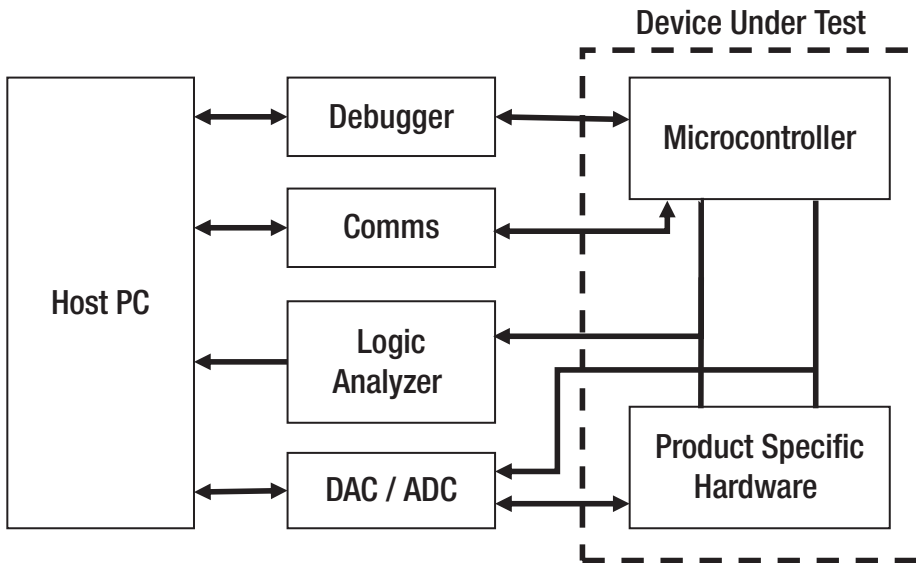 Device Under Test
Host PC
Debugger
Microcontroller
Comms
Logic
Analyzer
DAC / ADC
Product Specific
Hardware